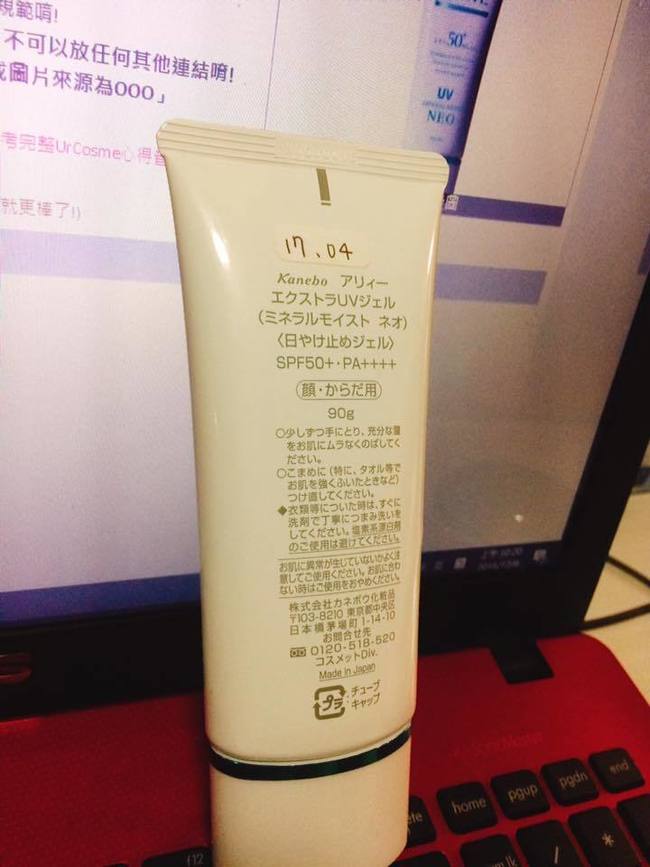 規範唷!
不可以放任何其他連結唷!
圖片來源為OOO」
考完整UrCosme心得
就更棒了!)
50+
UV
NEO
17.04
Kanebo アリィー
エクストラUVジェル
(ミネラルモイスト ネオ)
〈日やけ止めジェル〉
SPF50+・PA++++
顔・からだ用
90g
○少しずつ手にとり、充分な量
をお肌にムラなくのばしてく
ださい。
○こまめに(特に、タオル等で
お肌を強くふいたときなど)
つけ直してください。
◆衣類等についた時は、すぐに
洗剤で丁寧につまみ洗いを
してください。塩素系漂白剤
のご使用は避けてください。
お肌に異常が生じていないかよく注
意してご使用ください。お肌に合わ
ない時はご使用をおやめください。
株式会社カネボウ化粧品
〒103-8210 東京都中央区
日本橋茅場町1-14-10
お問合せ先
0120-518-520
コスメットDiv.
Made in Japan
プラ
:チューブ
キャップ
上午 10:20
f12
home
pgup
pgdn
end